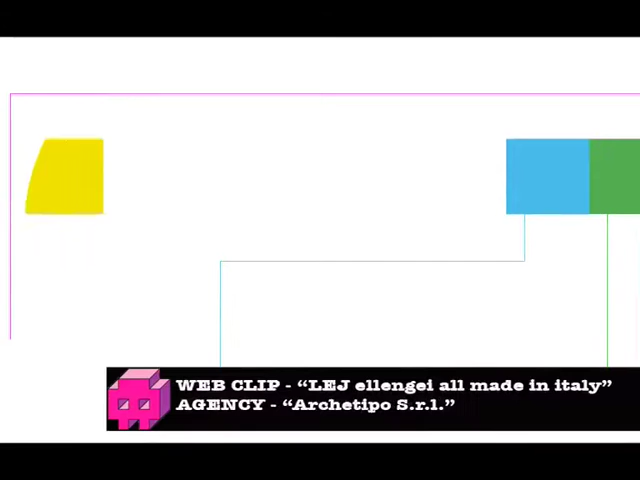 WEB CLIP - “LEJ ellengei all made in italy”
AGENCY - “Archetipo S.r.l.”